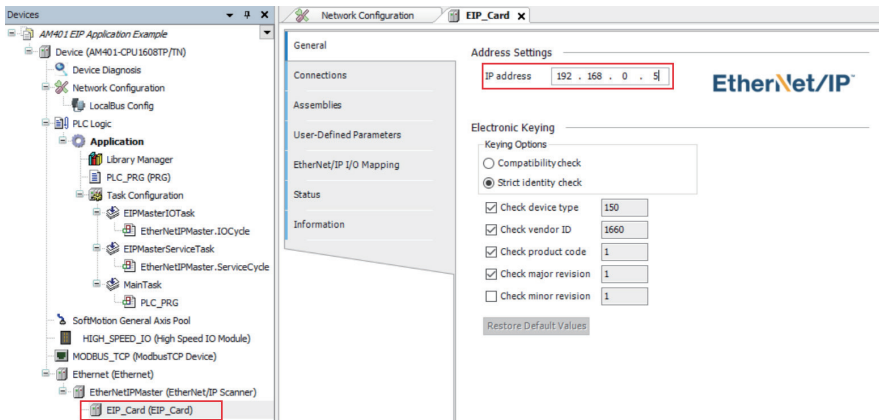 Devices
AM401 EIP Application Example
Device (AM401-CPU1608TP/TN)
Device Diagnosis
Network Configuration
LocalBus Config
PLC Logic
Application
Library Manager
PLC_PRG (PRG)
Task Configuration
EIPMasterIOTask
EtherNetIPMaster.IOCycle
EIPMasterServiceTask
EtherNetIPMaster.ServiceCycle
MainTask
PLC_PRG
SoftMotion General Axis Pool
HIGH_SPEED_IO (High Speed IO Module)
MODBUS_TCP (ModbusTCP Device)
Ethernet (Ethernet)
EtherNetIPMaster (EtherNet/IP Scanner)
EIP_Card (EIP_Card)
Network Configuration
EIP_Card
General
Connections
Assemblies
User-Defined Parameters
EtherNet/IP I/O Mapping
Status
Information
Address Settings
IP address 192 . 168 . 0 . 5
EtherNet/IP
Electronic Keying
Keying Options
Compatibility check
Strict identity check
Check device type 150
Check vendor ID 1660
Check product code 1
Check major revision 1
Check minor revision 1
Restore Default Values